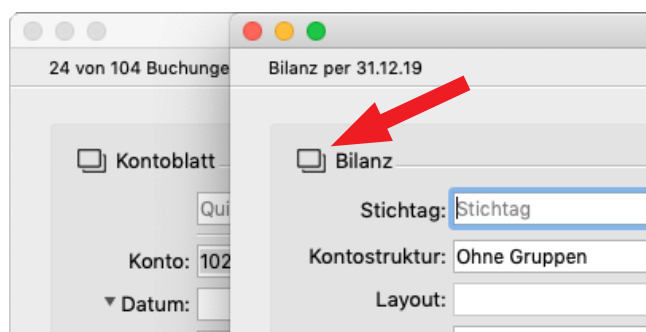 24 von 104 Buchunge
Bilanz per 31.12.19
Kontoblatt
Qui
Konto: 102
Datum:
Bilanz
Stichtag: Stichtag
Kontostruktur: Ohne Gruppen
Layout: